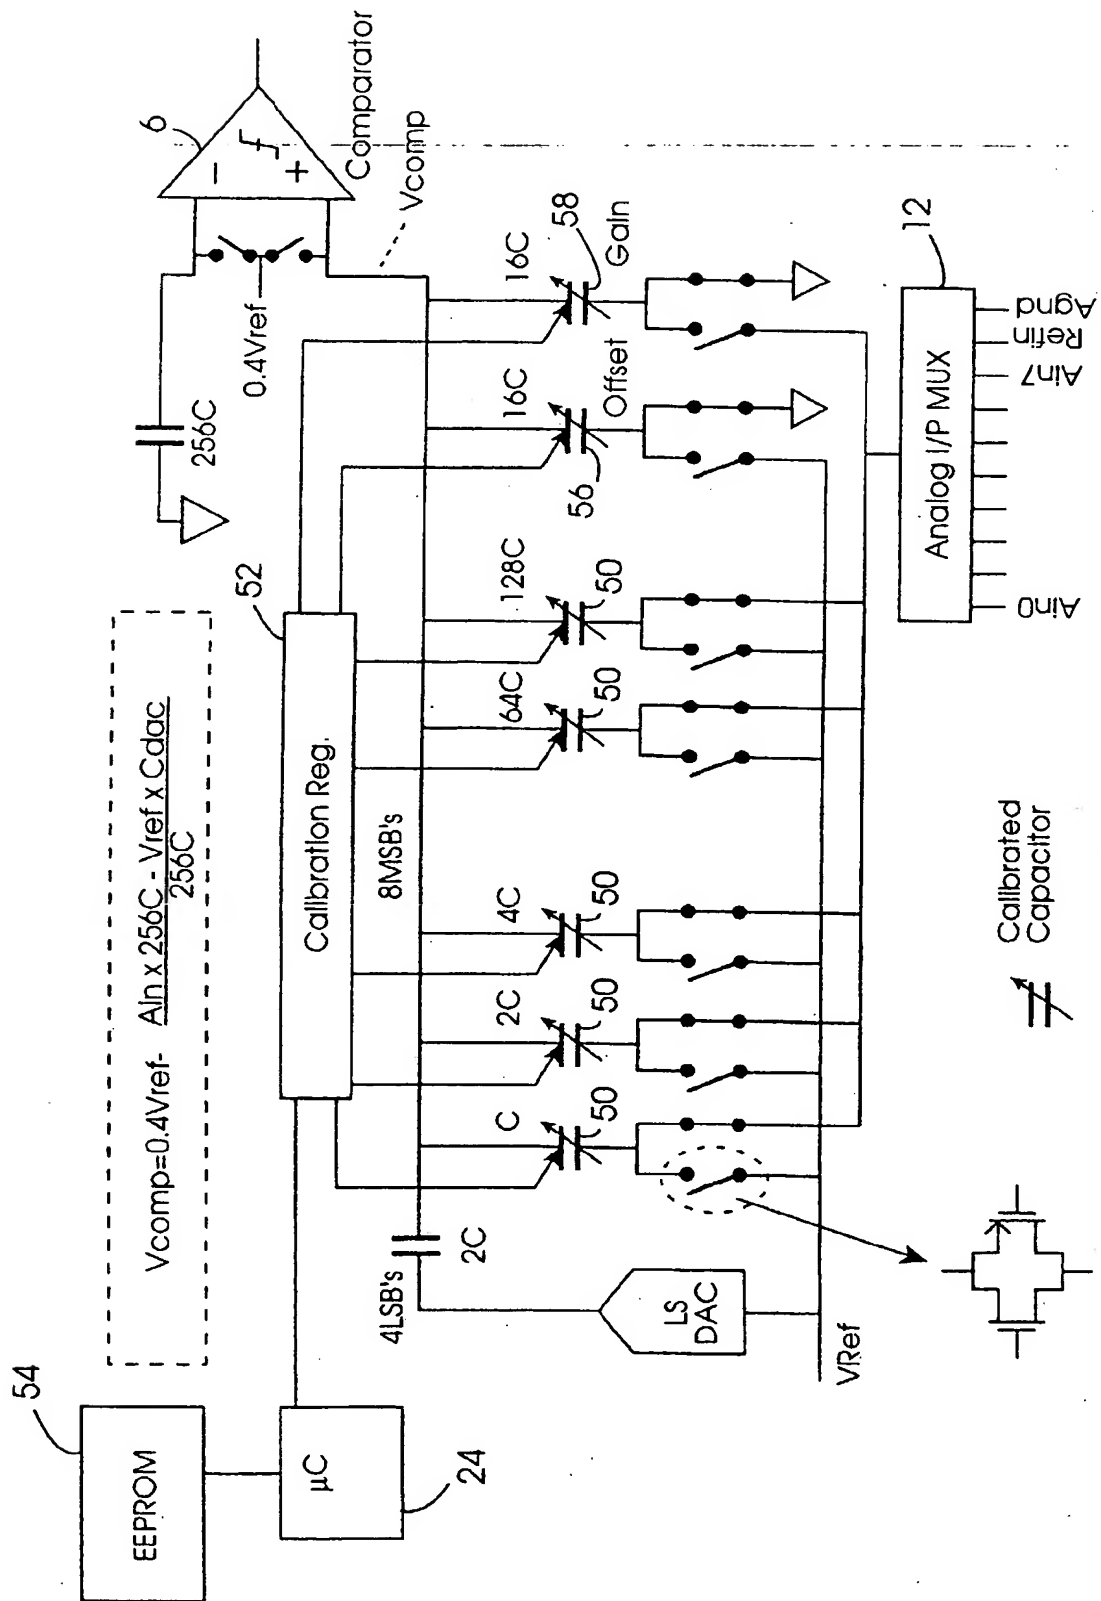 54
EEPROM
μC
24
Vcomp=0.4Vref- Ain x 256C - Vref x Cdac
256C
52
Calibration Reg.
256C
0.4Vref
6
-
+
Comparator
Vcomp
4LSB's
8MSB's
2C
C
2C
4C
64C
128C
16C
16C
50
50
50
50
50
56
58
Offset
Gain
LS
DAC
VRef
12
Analog I/P MUX
Ain0
Ain7
Refin
Agnd
Calibrated
Capacitor